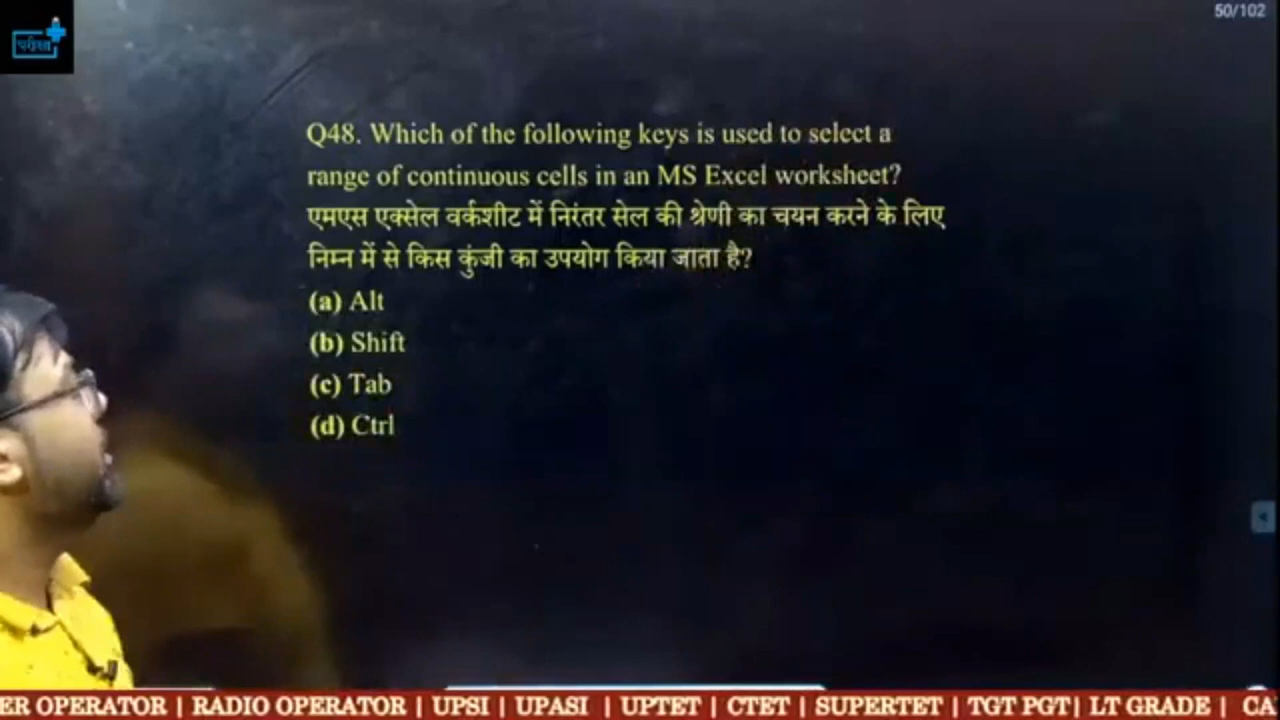 परीक्षा
50/102
Q48. Which of the following keys is used to select a
range of continuous cells in an MS Excel worksheet?
एमएस एक्सेल वर्कशीट में निरंतर सेल की श्रेणी का चयन करने के लिए
निम्न में से किस कुंजी का उपयोग किया जाता है?
(a) Alt
(b) Shift
(c) Tab
(d) Ctrl
ER OPERATOR | RADIO OPERATOR | UPSI | UPASI | UPTET | CTET | SUPERTET | TGT PGT| LT GRADE | CA